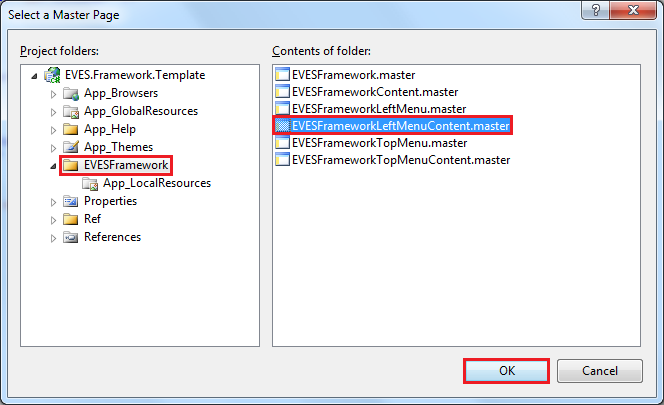 Select a Master Page
?
Project folders:
EVES.Framework.Template
App_Browsers
App_GlobalResources
App_Help
App_Themes
EVESFramework
App_LocalResources
Properties
Ref
References
Contents of folder:
EVESFramework.master
EVESFrameworkContent.master
EVESFrameworkLeftMenu.master
EVESFrameworkLeftMenuContent.master
EVESFrameworkTopMenu.master
EVESFrameworkTopMenuContent.master
OK
Cancel